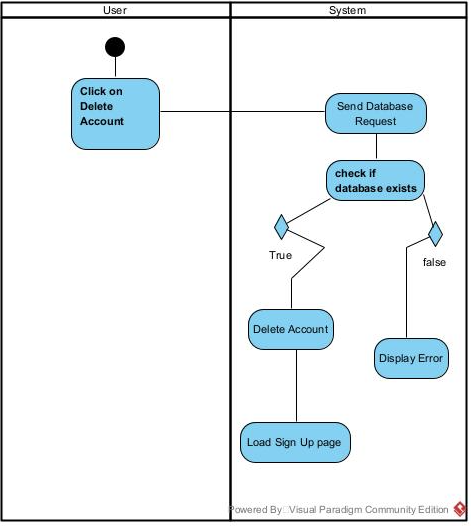 User
System
Click on
Delete
Account
Send Database
Request
check if
database exists
True
false
Delete Account
Display Error
Load Sign Up page
Powered By: Visual Paradigm Community Edition